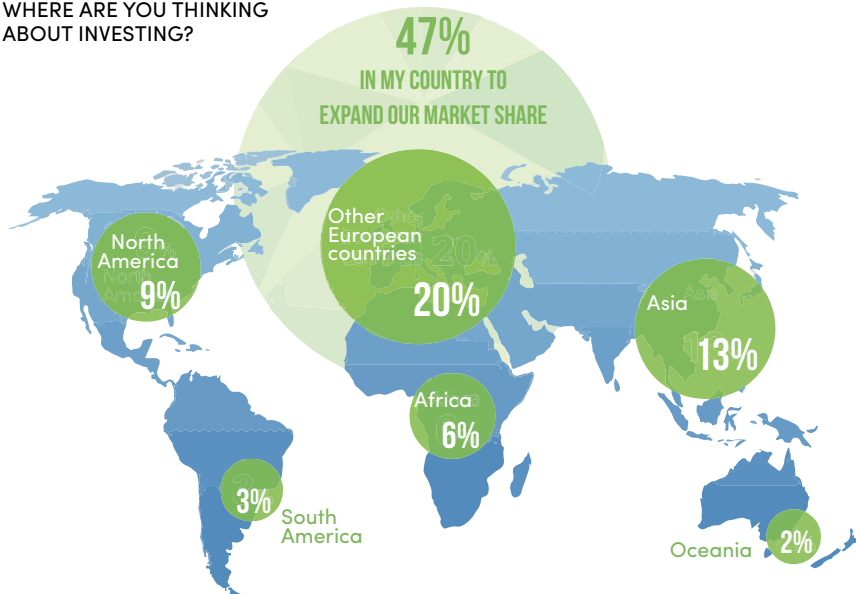 WHERE ARE YOU THINKING
ABOUT INVESTING?
47%
IN MY COUNTRY TO
EXPAND OUR MARKET SHARE
Other
European
countries
20%
North
America
9%
Asia
13%
Africa
6%
3%
South
America
Oceania
2%